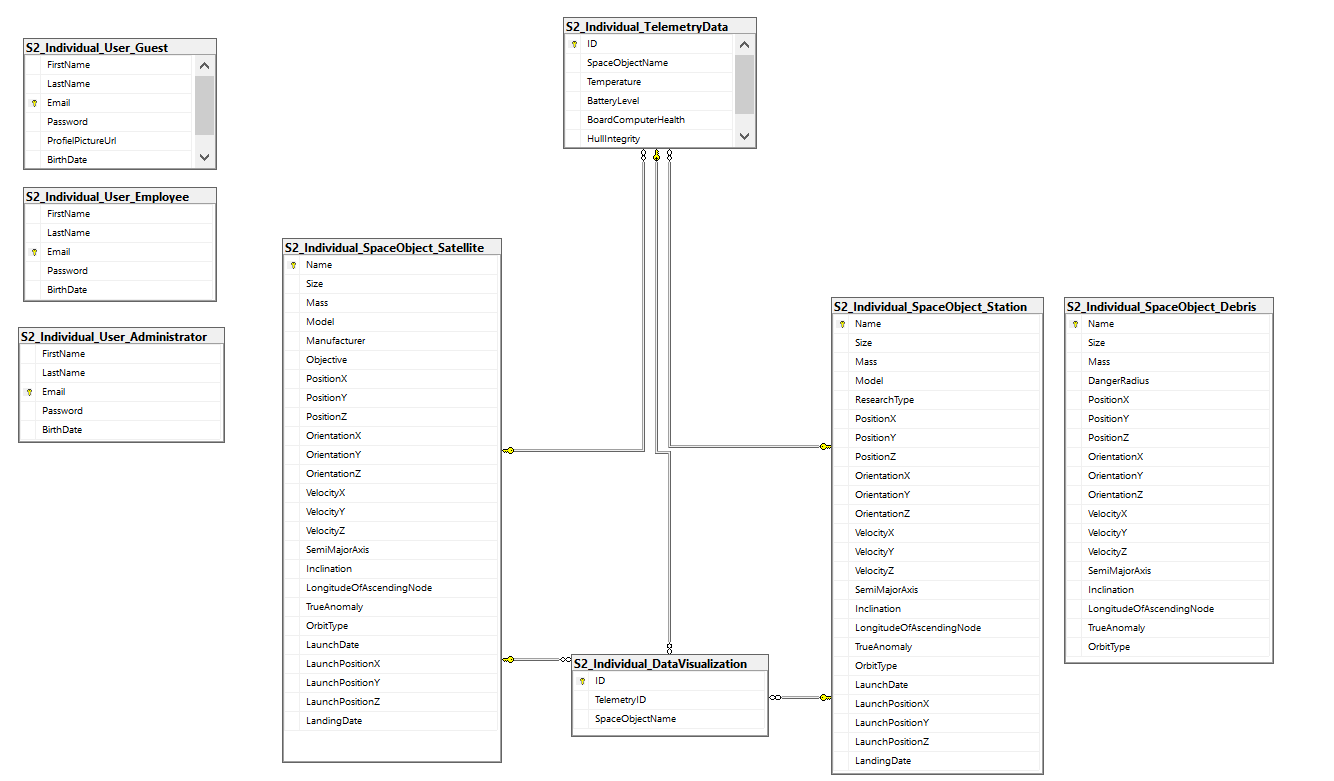 S2_Individual_User_Guest
FirstName
LastName
Email
Password
ProfielPictureUrl
BirthDate
S2_Individual_User_Employee
FirstName
LastName
Email
Password
BirthDate
S2_Individual_User_Administrator
FirstName
LastName
Email
Password
BirthDate
S2_Individual_TelemetryData
ID
SpaceObjectName
Temperature
BatteryLevel
BoardComputerHealth
HullIntegrity
S2_Individual_SpaceObject_Satellite
Name
Size
Mass
Model
Manufacturer
Objective
PositionX
PositionY
PositionZ
OrientationX
OrientationY
OrientationZ
VelocityX
VelocityY
VelocityZ
SemiMajorAxis
Inclination
LongitudeOfAscendingNode
TrueAnomaly
OrbitType
LaunchDate
LaunchPositionX
LaunchPositionY
LaunchPositionZ
LandingDate
S2_Individual_DataVisualization
ID
TelemetryID
SpaceObjectName
S2_Individual_SpaceObject_Station
Name
Size
Mass
Model
ResearchType
PositionX
PositionY
PositionZ
OrientationX
OrientationY
OrientationZ
VelocityX
VelocityY
VelocityZ
SemiMajorAxis
Inclination
LongitudeOfAscendingNode
TrueAnomaly
OrbitType
LaunchDate
LaunchPositionX
LaunchPositionY
LaunchPositionZ
LandingDate
S2_Individual_SpaceObject_Debris
Name
Size
Mass
DangerRadius
PositionX
PositionY
PositionZ
OrientationX
OrientationY
OrientationZ
VelocityX
VelocityY
VelocityZ
SemiMajorAxis
Inclination
LongitudeOfAscendingNode
TrueAnomaly
OrbitType